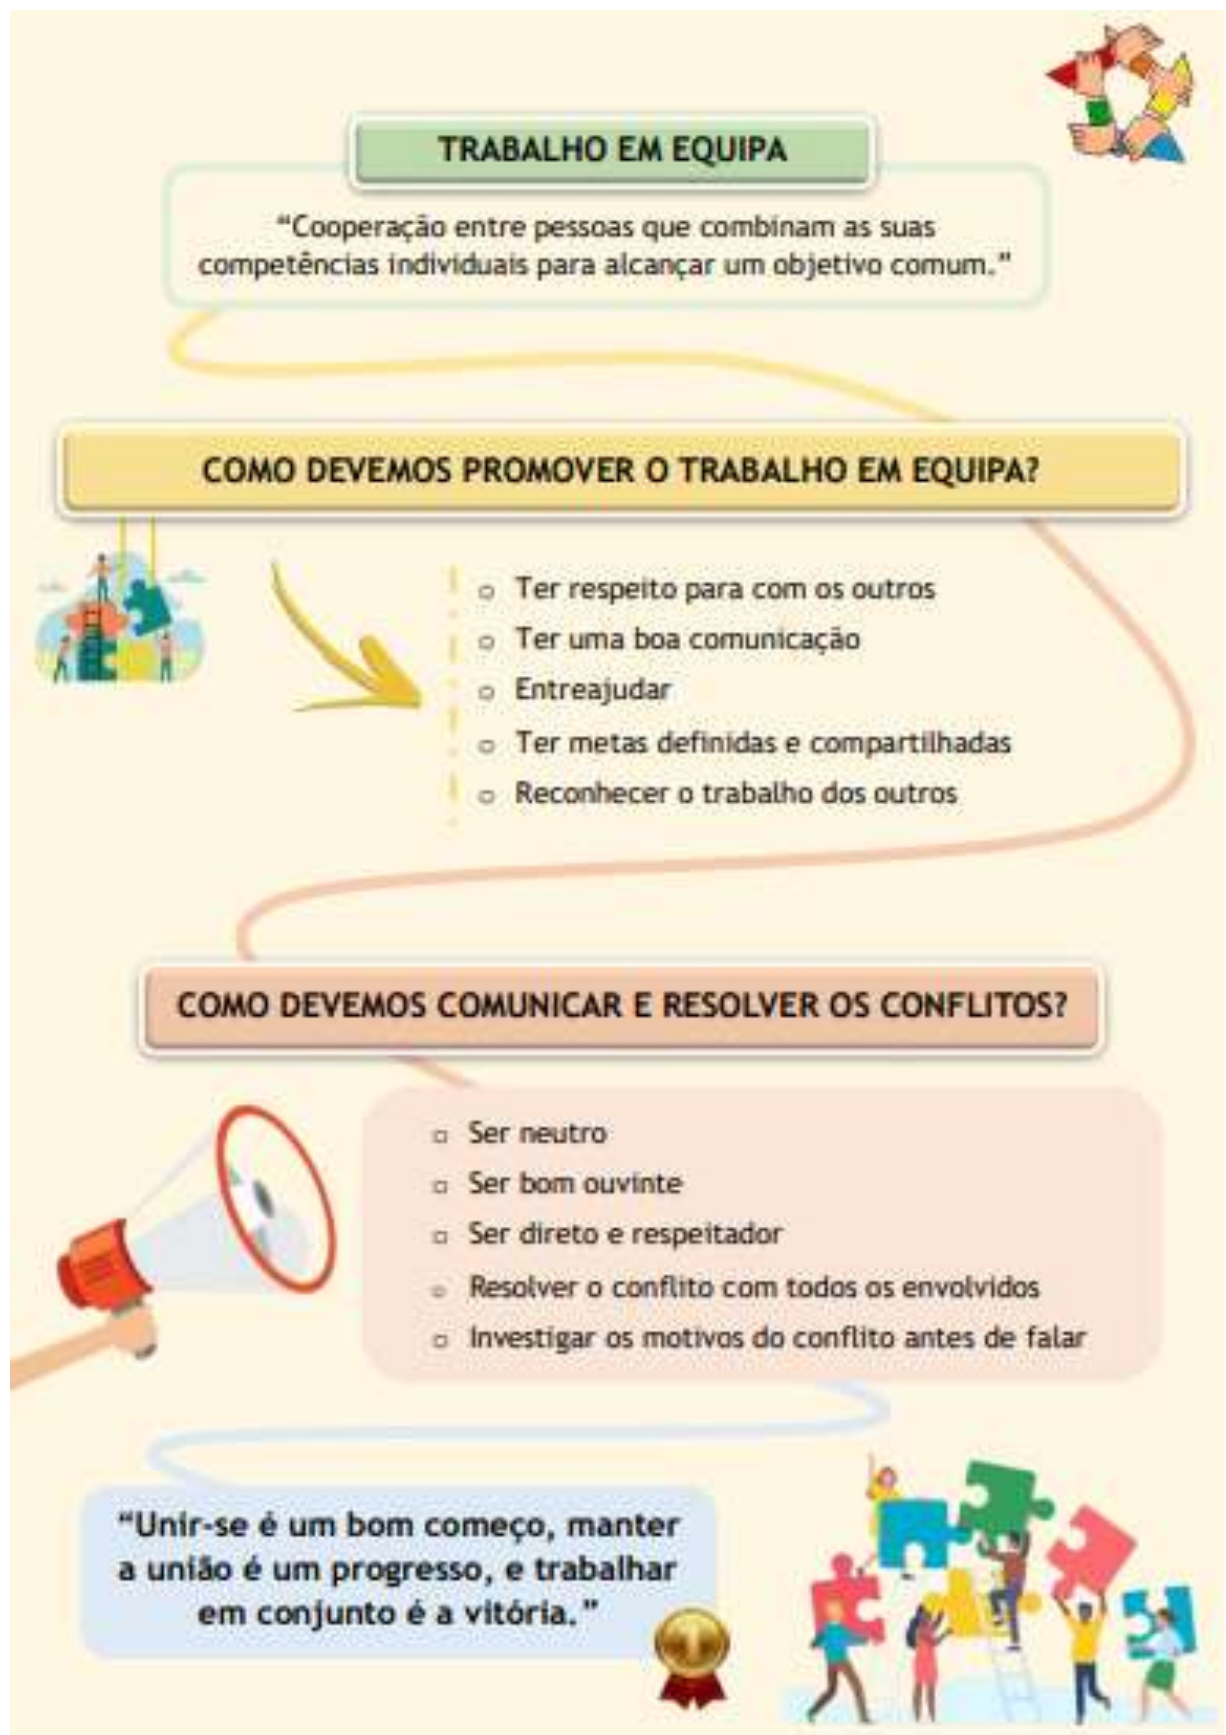 TRABALHO EM EQUIPA
“Cooperação entre pessoas que combinam as suas
competências individuais para alcançar um objetivo comum.”
COMO DEVEMOS PROMOVER O TRABALHO EM EQUIPA?
Ter respeito para com os outros
Ter uma boa comunicação
Entreajudar
Ter metas definidas e compartilhadas
Reconhecer o trabalho dos outros
COMO DEVEMOS COMUNICAR E RESOLVER OS CONFLITOS?
Ser neutro
Ser bom ouvinte
Ser direto e respeitador
Resolver o conflito com todos os envolvidos
Investigar os motivos do conflito antes de falar
“Unir-se é um bom começo, manter
a união é um progresso, e trabalhar
em conjunto é a vitória.”
1